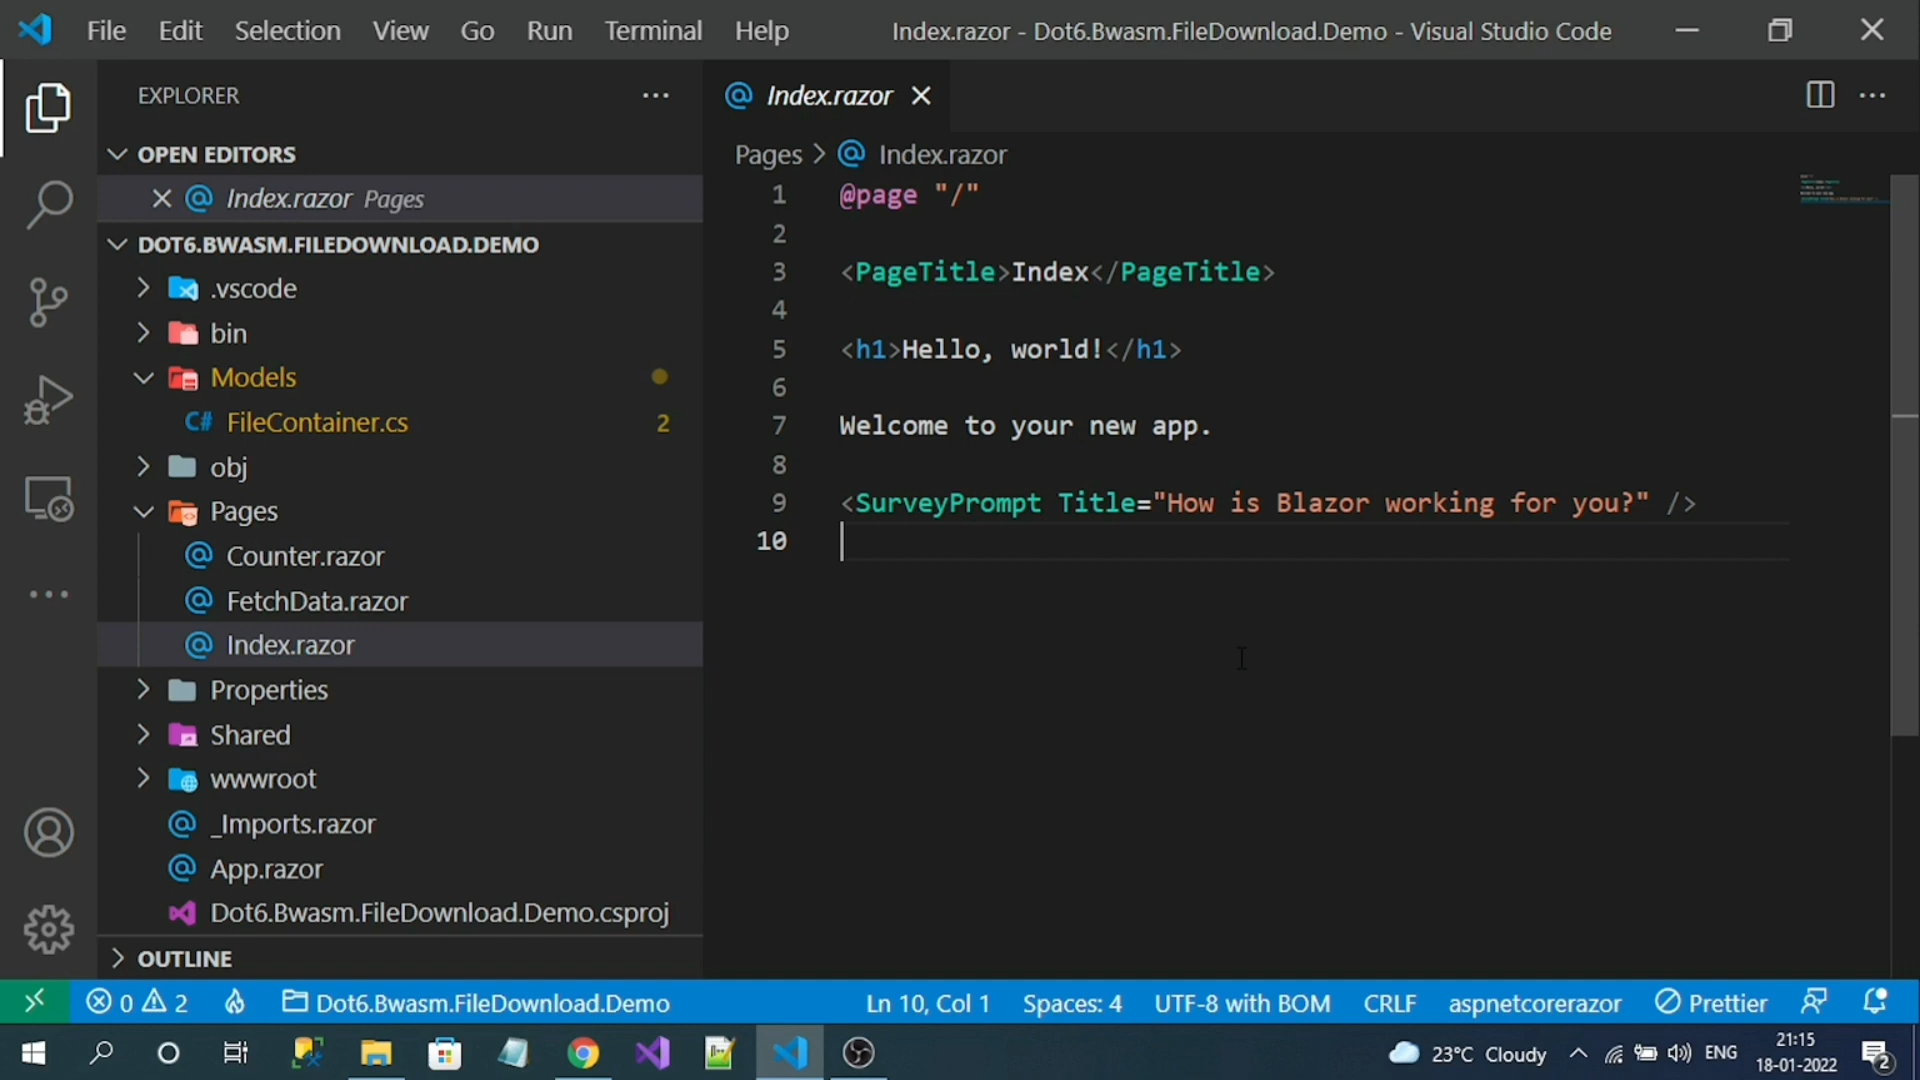 File Edit Selection View Go Run Terminal Help
Index.razor - Dot6.Bwasm.FileDownload.Demo - Visual Studio Code
EXPLORER
OPEN EDITORS
Index.razor Pages
DOT6.BWASM.FILEDOWNLOAD.DEMO
.vscode
bin
Models
FileContainer.cs 2
obj
Pages
Counter.razor
FetchData.razor
Index.razor
Properties
Shared
wwwroot
_Imports.razor
App.razor
Dot6.Bwasm.FileDownload.Demo.csproj
OUTLINE
Index.razor
Pages > Index.razor
1 @page "/"
2
3 <PageTitle>Index</PageTitle>
4
5 <h1>Hello, world!</h1>
6
7 Welcome to your new app.
8
9 <SurveyPrompt Title="How is Blazor working for you?" />
10
0 2 Dot6.Bwasm.FileDownload.Demo Ln 10, Col 1 Spaces: 4 UTF-8 with BOM CRLF aspnetcorerazor Prettier
23°C Cloudy ENG 21:15
18-01-2022 2